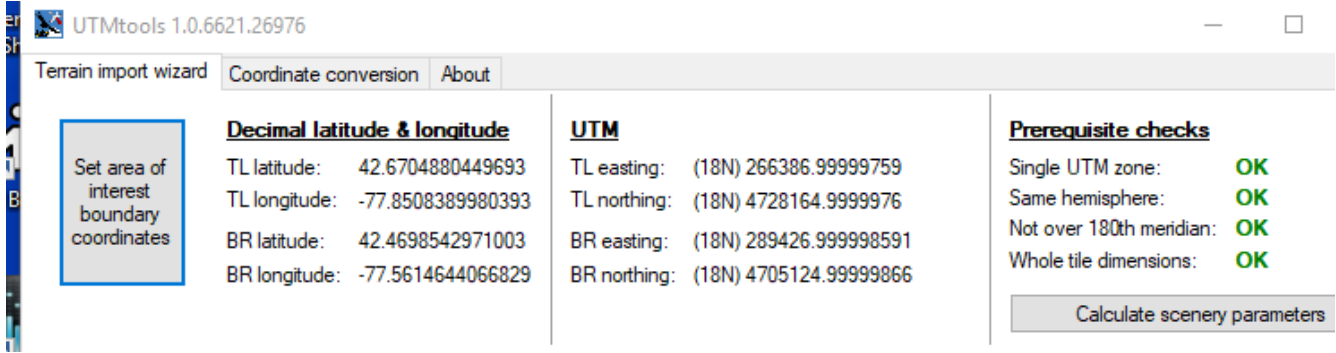 UTMtools 1.0.6621.26976
Terrain import wizard Coordinate conversion About
Set area of interest boundary coordinates
Decimal latitude & longitude
TL latitude: 42.6704880449693
TL longitude: -77.8508389980393
BR latitude: 42.4698542971003
BR longitude: -77.5614644066829
UTM
TL easting: (18N) 266386.99999759
TL northing: (18N) 4728164.9999976
BR easting: (18N) 289426.999998591
BR northing: (18N) 4705124.99999866
Prerequisite checks
Single UTM zone: OK
Same hemisphere: OK
Not over 180th meridian: OK
Whole tile dimensions: OK
Calculate scenery parameters